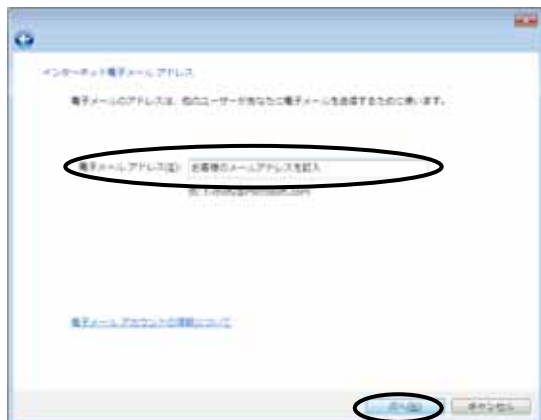 インターネット電子メール アドレス
電子メールのアドレスは、他のユーザーがあなたに電子メールを送信するために使います。
電子メール アドレス(E): お客様のメールアドレスを記入
例: t-shota@microsoft.com
電子メール アカウントの情報について
次へ(N) キャンセル